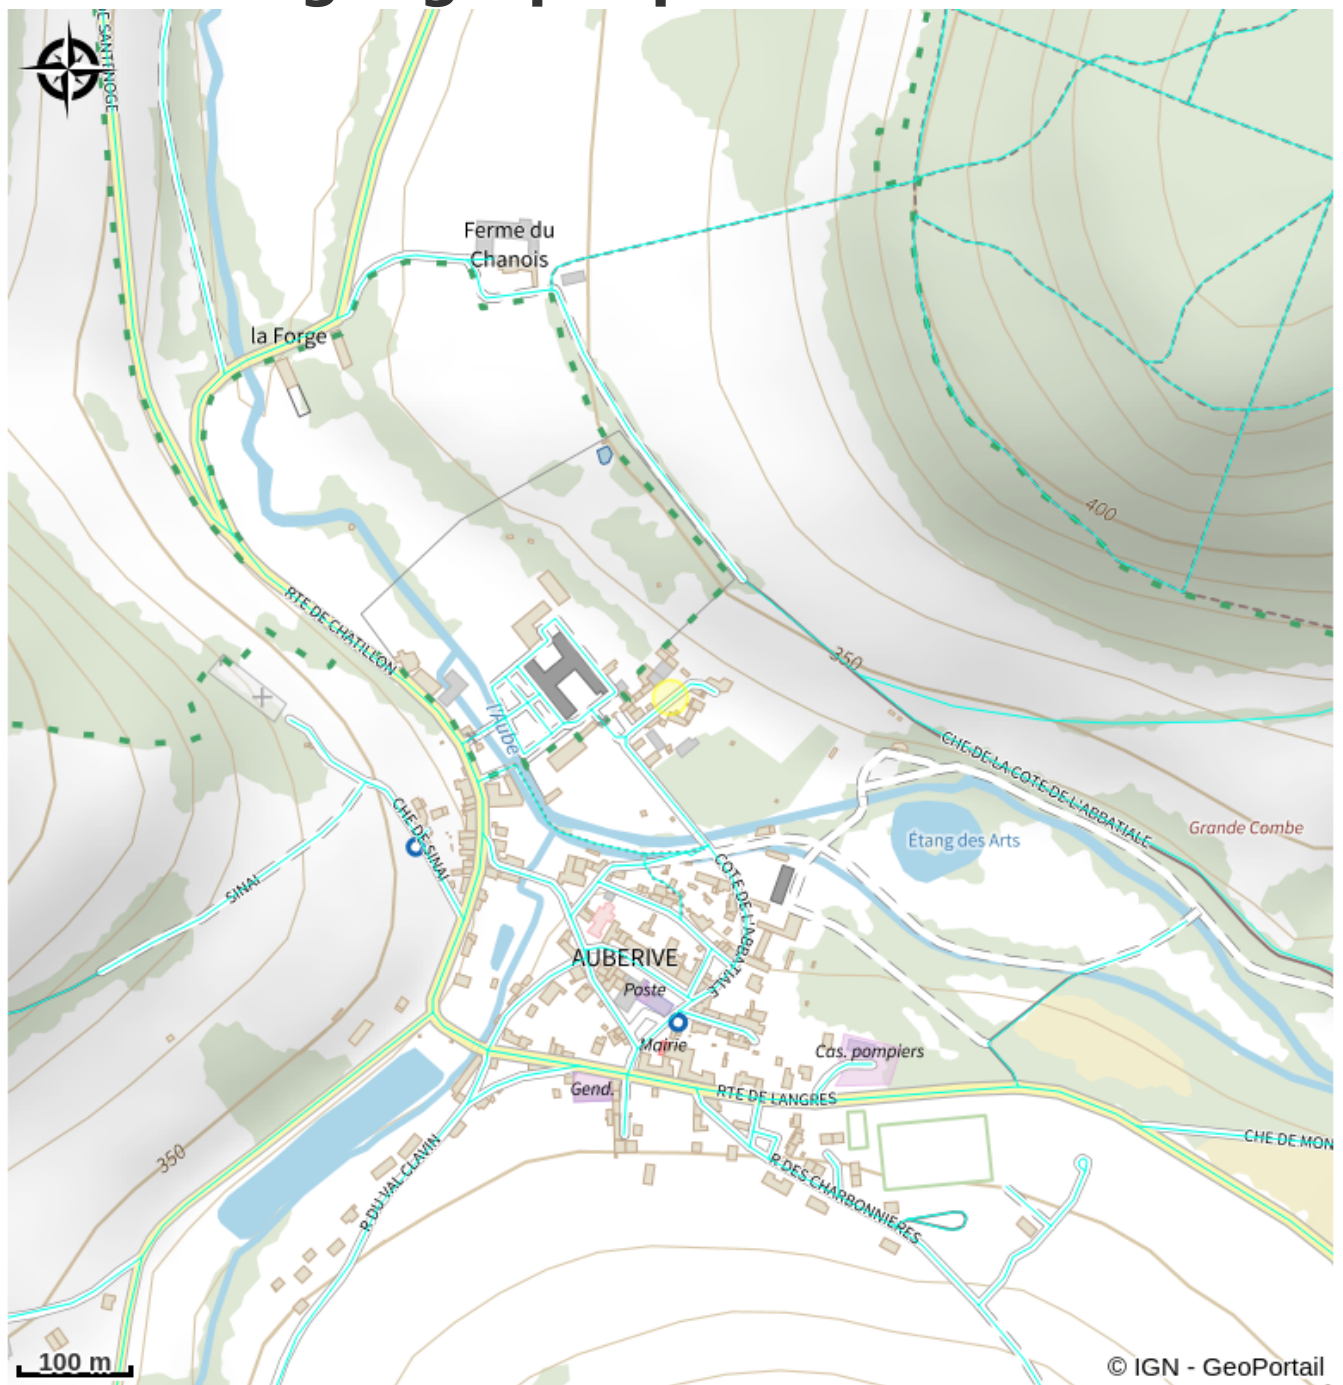 E SANTENOGE
Ferme du
Chanois
la Forge
400
RTE DE CHATILLON
350
l'Aube
CHE DE LA COTE DE L'ABBATIALE
Grande Combe
Étang des Arts
CHE DE SINAI
SINAI
COTE DE L'ABBATIALE
AUBERIVE
Poste
Mairie
Cas. pompiers
Gend.
RTE DE LANGRES
CHE DE MON
350
R DU VAL CLAVIN
R DES CHARBONNIERES
100 m
© IGN - GeoPortail